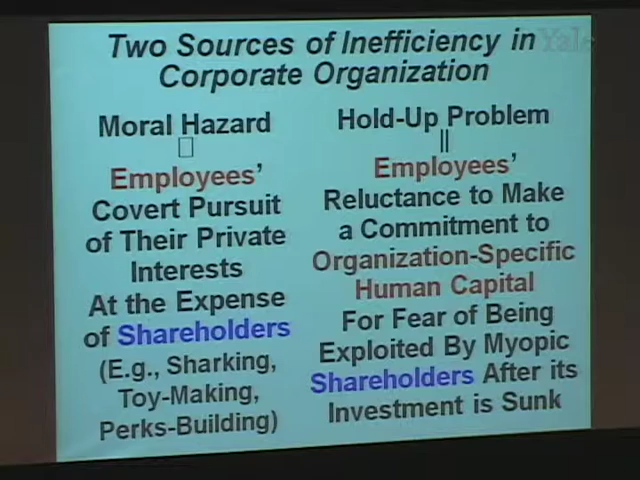 Two Sources of Inefficiency in
Corporate Organization
Moral Hazard
Employees'
Covert Pursuit
of Their Private
Interests
At the Expense
of Shareholders
(E.g., Sharking,
Toy-Making,
Perks-Building)
Hold-Up Problem
||
Employees'
Reluctance to Make
a Commitment to
Organization-Specific
Human Capital
For Fear of Being
Exploited By Myopic
Shareholders After its
Investment is Sunk
Yale